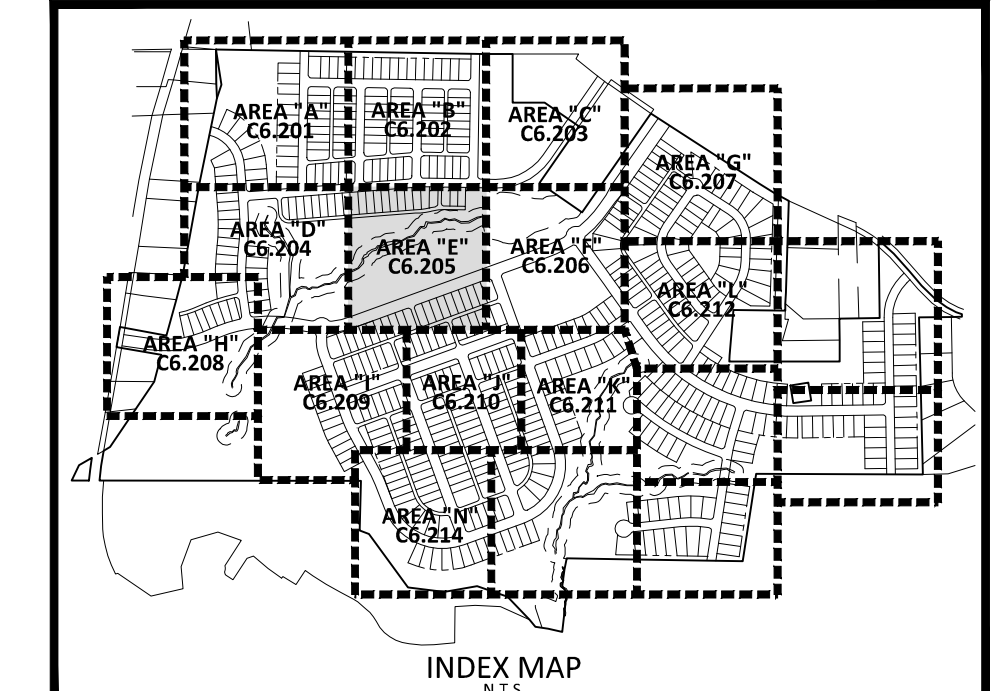 AREA "A"
C6.201
AREA "B"
C6.202
AREA "C"
C6.203
AREA "G"
C6.207
AREA "D"
C6.204
AREA "E"
C6.205
AREA "F"
C6.206
AREA "L"
C6.212
AREA "H"
C6.208
AREA "I"
C6.209
AREA "J"
C6.210
AREA "K"
C6.211
AREA "N"
C6.214
INDEX MAP
N.T.S.